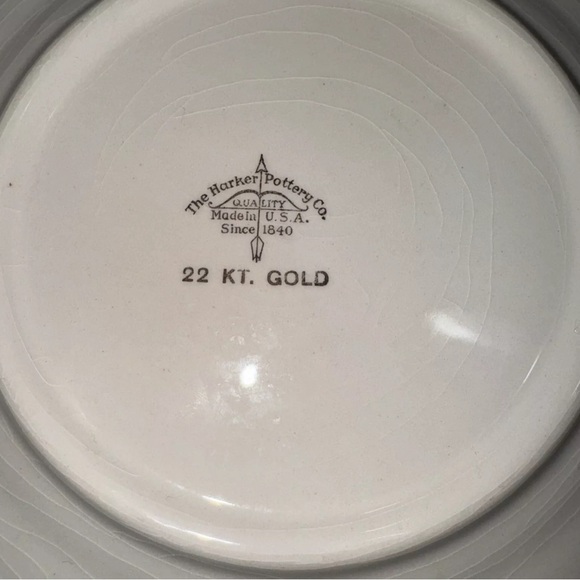 The Harker Pottery Co.
QUALITY
Made In U.S.A.
Since 1840
22 KT. GOLD